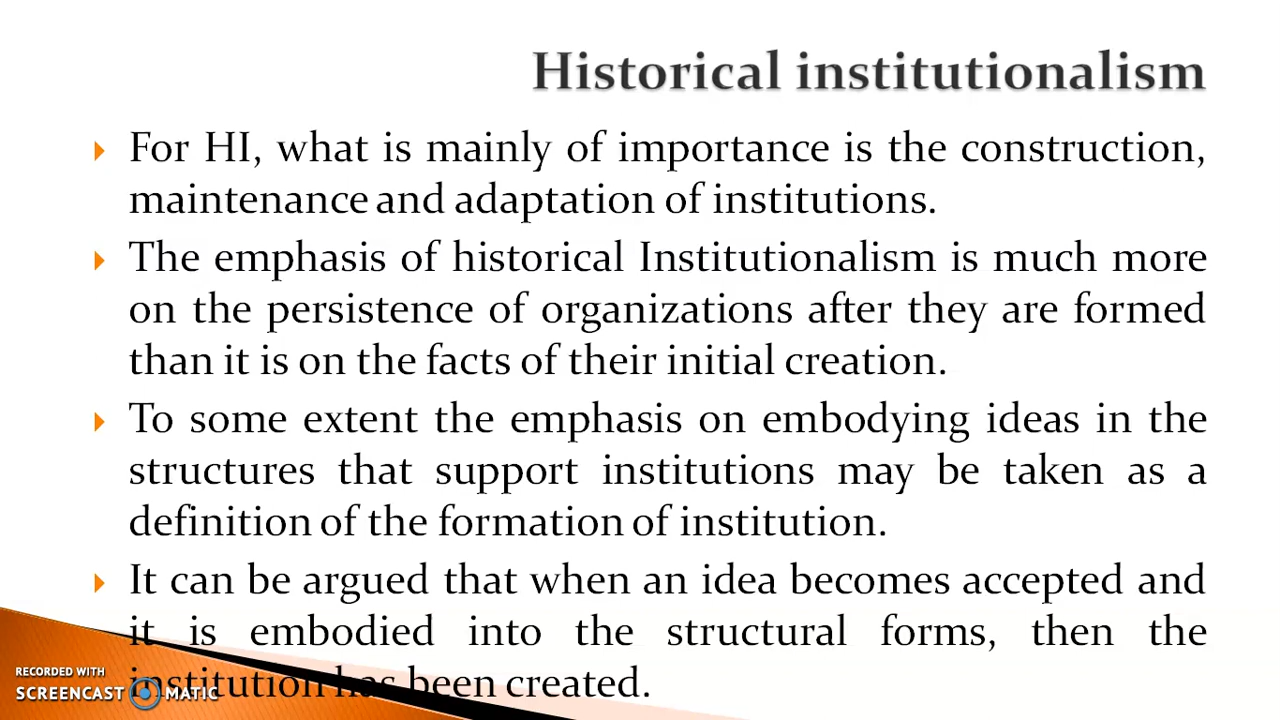 Historical institutionalism
For HI, what is mainly of importance is the construction,
maintenance and adaptation of institutions.
The emphasis of historical Institutionalism is much more
on the persistence of organizations after they are formed
than it is on the facts of their initial creation.
To some extent the emphasis on embodying ideas in the
structures that support institutions may be taken as a
definition of the formation of institution.
It can be argued that when an idea becomes accepted and
it is embodied into the structural forms, then the
institution has been created.
RECORDED WITH
SCREENCAST MATIC